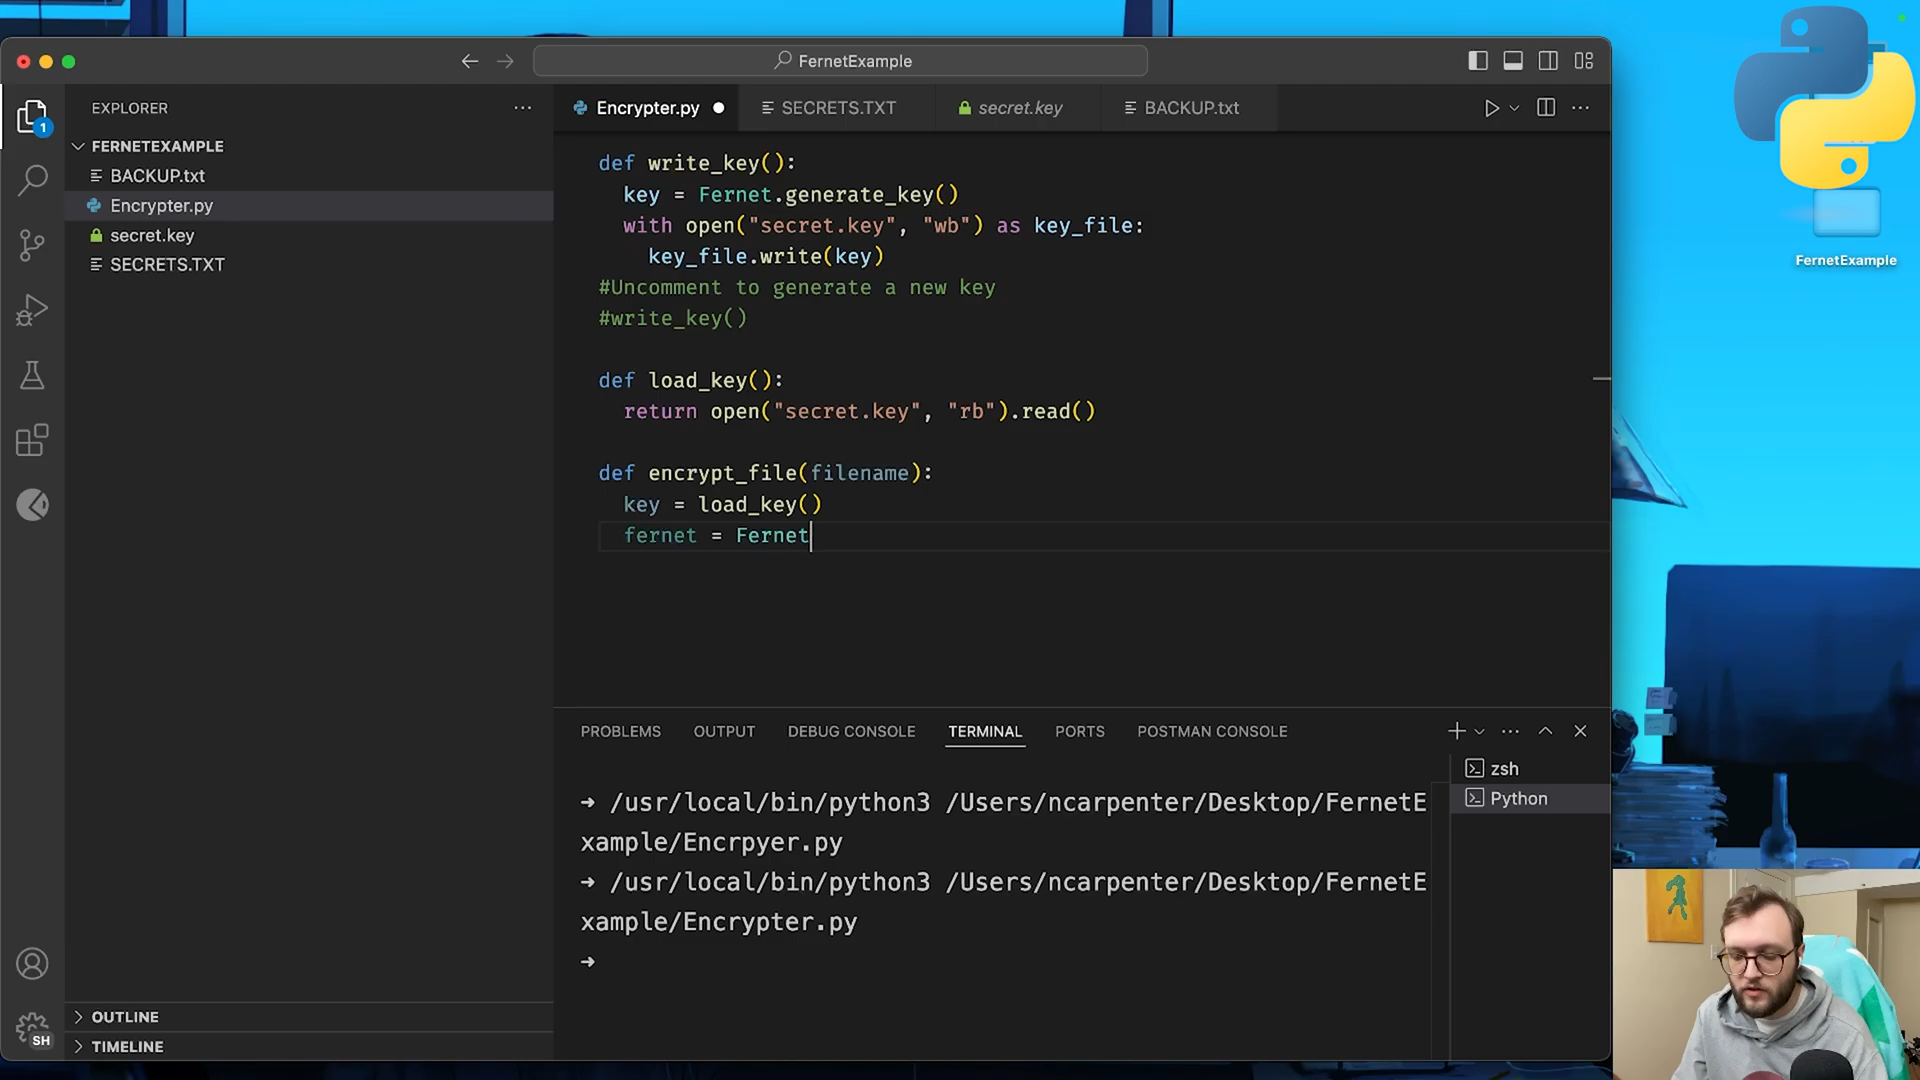 FernetExample
EXPLORER
FERNETEXAMPLE
BACKUP.txt
Encrypter.py
secret.key
SECRETS.TXT
1
SH
OUTLINE
TIMELINE
Encrypter.py
SECRETS.TXT
secret.key
BACKUP.txt
def write_key():
key = Fernet.generate_key()
with open("secret.key", "wb") as key_file:
key_file.write(key)
#Uncomment to generate a new key
#write_key()
def load_key():
return open("secret.key", "rb").read()
def encrypt_file(filename):
key = load_key()
fernet = Fernet
PROBLEMS
OUTPUT
DEBUG CONSOLE
TERMINAL
PORTS
POSTMAN CONSOLE
➜ /usr/local/bin/python3 /Users/ncarpenter/Desktop/FernetE
xample/Encrpyer.py
➜ /usr/local/bin/python3 /Users/ncarpenter/Desktop/FernetE
xample/Encrypter.py
➜
zsh
Python
FernetExample